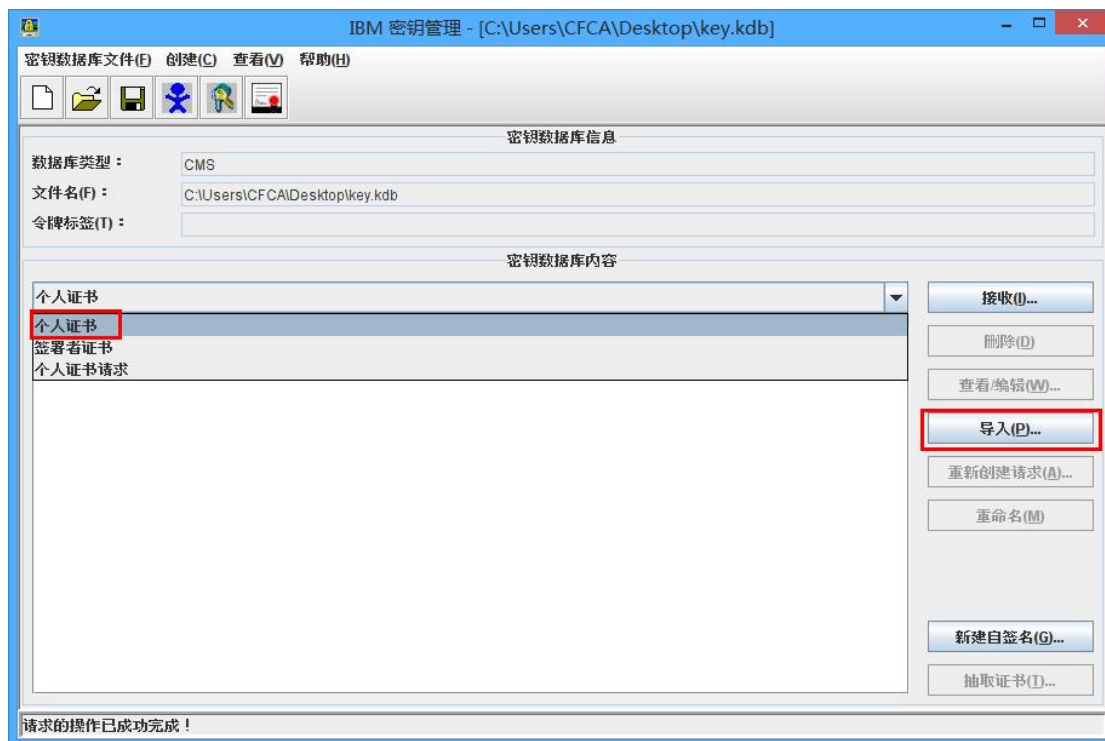 IBM 密钥管理 - [C:\Users\CFCA\Desktop\key.kdb]
密钥数据库文件(F) 创建(C) 查看(V) 帮助(H)
密钥数据库信息
数据库类型： CMS
文件名(F)： C:\Users\CFCA\Desktop\key.kdb
令牌标签(T)：
密钥数据库内容
个人证书
个人证书
签署者证书
个人证书请求
接收(I)...
删除(D)
查看/编辑(W)...
导入(P)...
重新创建请求(A)...
重命名(M)
新建自签名(G)...
抽取证书(T)...
请求的操作已成功完成！